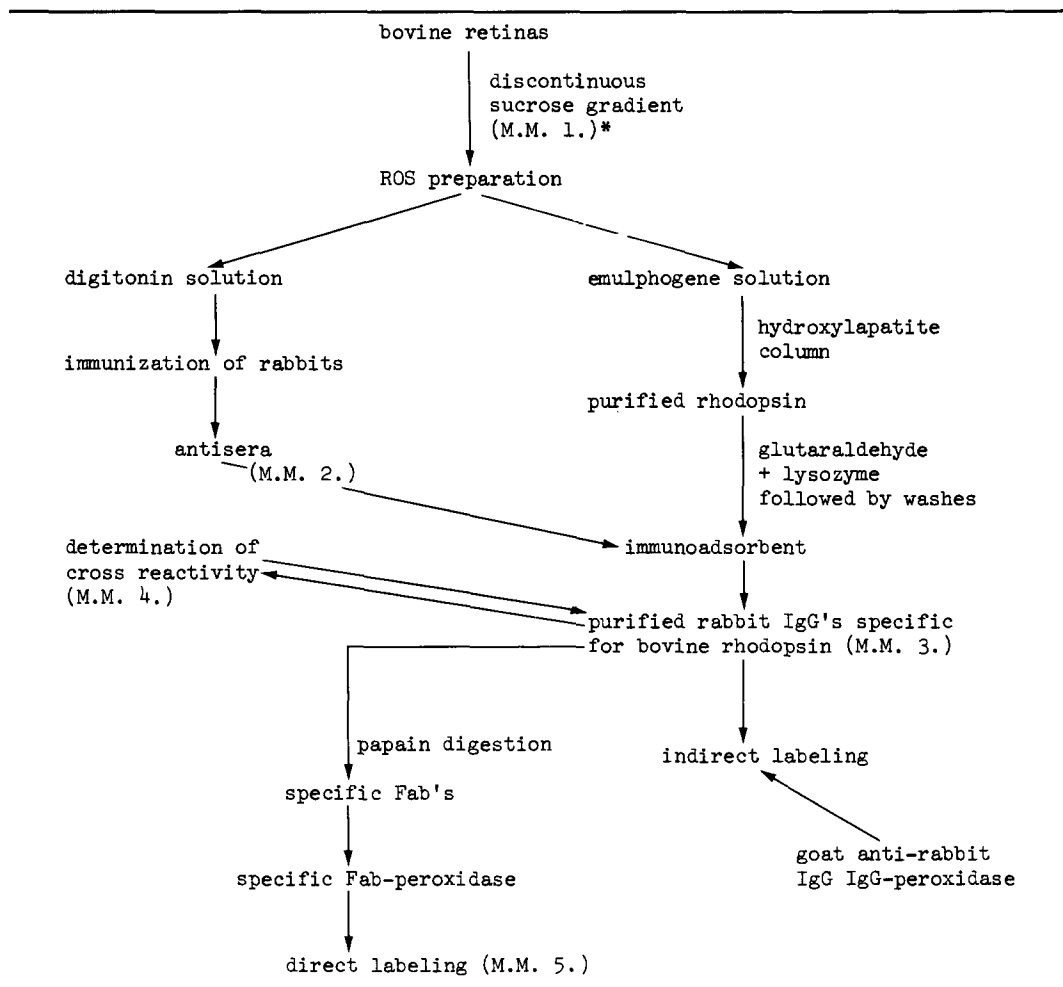 bovine retinas
discontinuous
sucrose gradient
(M.M. 1.)*
ROS preparation
digitonin solution
emulphogene solution
hydroxylapatite
column
immunization of rabbits
purified rhodopsin
antisera
(M.M. 2.)
glutaraldehyde
+ lysozyme
followed by washes
determination of
cross reactivity
(M.M. 4.)
immunoadsorbent
purified rabbit IgG's specific
for bovine rhodopsin (M.M. 3.)
papain digestion
indirect labeling
specific Fab's
goat anti-rabbit
IgG IgG-peroxidase
specific Fab-peroxidase
direct labeling (M.M. 5.)